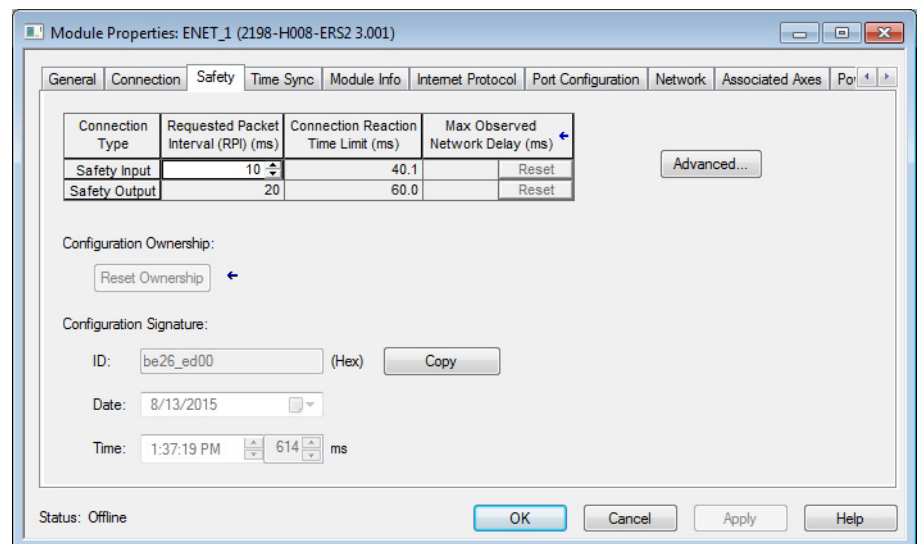 Module Properties: ENET_1 (2198-H008-ERS2 3.001)
General Connection Safety Time Sync Module Info Internet Protocol Port Configuration Network Associated Axes
Connection Type Requested Packet Interval (RPI) (ms) Connection Reaction Time Limit (ms) Max Observed Network Delay (ms)
Safety Input 10 40.1 Reset
Safety Output 20 60.0 Reset
Advanced...
Configuration Ownership:
Reset Ownership
Configuration Signature:
ID: be26_ed00 (Hex) Copy
Date: 8/13/2015
Time: 1:37:19 PM 614 ms
Status: Offline OK Cancel Apply Help